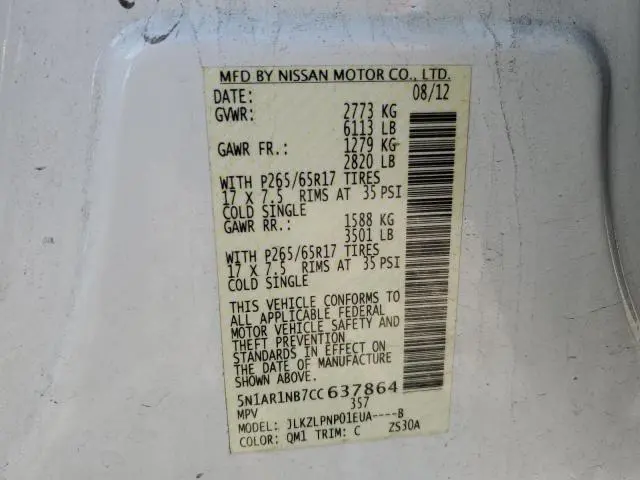 MFD BY NISSAN MOTOR CO., LTD.
DATE: 08/12
GVWR: 2773 KG
6113 LB
GAWR FR.: 1279 KG
2820 LB
WITH P265/65R17 TIRES
17 X 7.5 RIMS AT 35 PSI
COLD SINGLE
GAWR RR.: 1588 KG
3501 LB
WITH P265/65R17 TIRES
17 X 7.5 RIMS AT 35 PSI
COLD SINGLE
THIS VEHICLE CONFORMS TO
ALL APPLICABLE FEDERAL
MOTOR VEHICLE SAFETY AND
THEFT PREVENTION
STANDARDS IN EFFECT ON
THE DATE OF MANUFACTURE
SHOWN ABOVE.
5N1AR1NB7CC 637864
MPV 357
MODEL: JLKZLPNP01EUA----B
COLOR: QM1 TRIM: C ZS30A